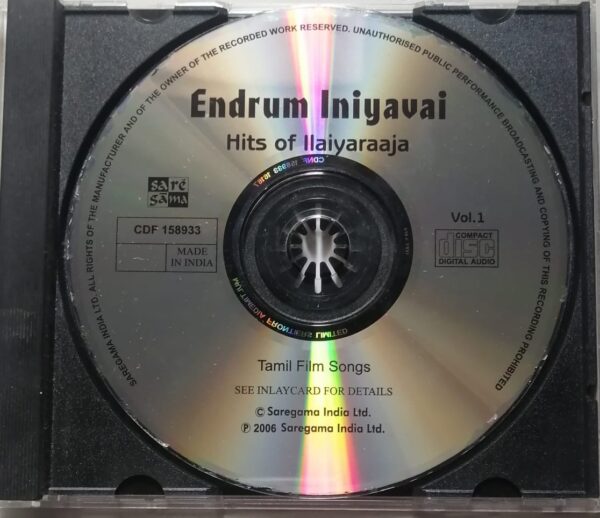 SAREGAMA INDIA LTD. ALL RIGHTS OF THE MANUFACTURER AND OF THE OWNER OF THE RECORDED WORK RESERVED. UNAUTHORISED PUBLIC PERFORMANCE BROADCASTING AND COPYING OF THIS RECORDING PROHIBITED
Endrum Iniyavai
Hits of Ilaiyaraaja
sa re
ga ma
CDF 158933
MADE
IN INDIA
Vol.1
COMPACT
disc
DIGITAL AUDIO
Tamil Film Songs
SEE INLAYCARD FOR DETAILS
© Saregama India Ltd.
℗ 2006 Saregama India Ltd.